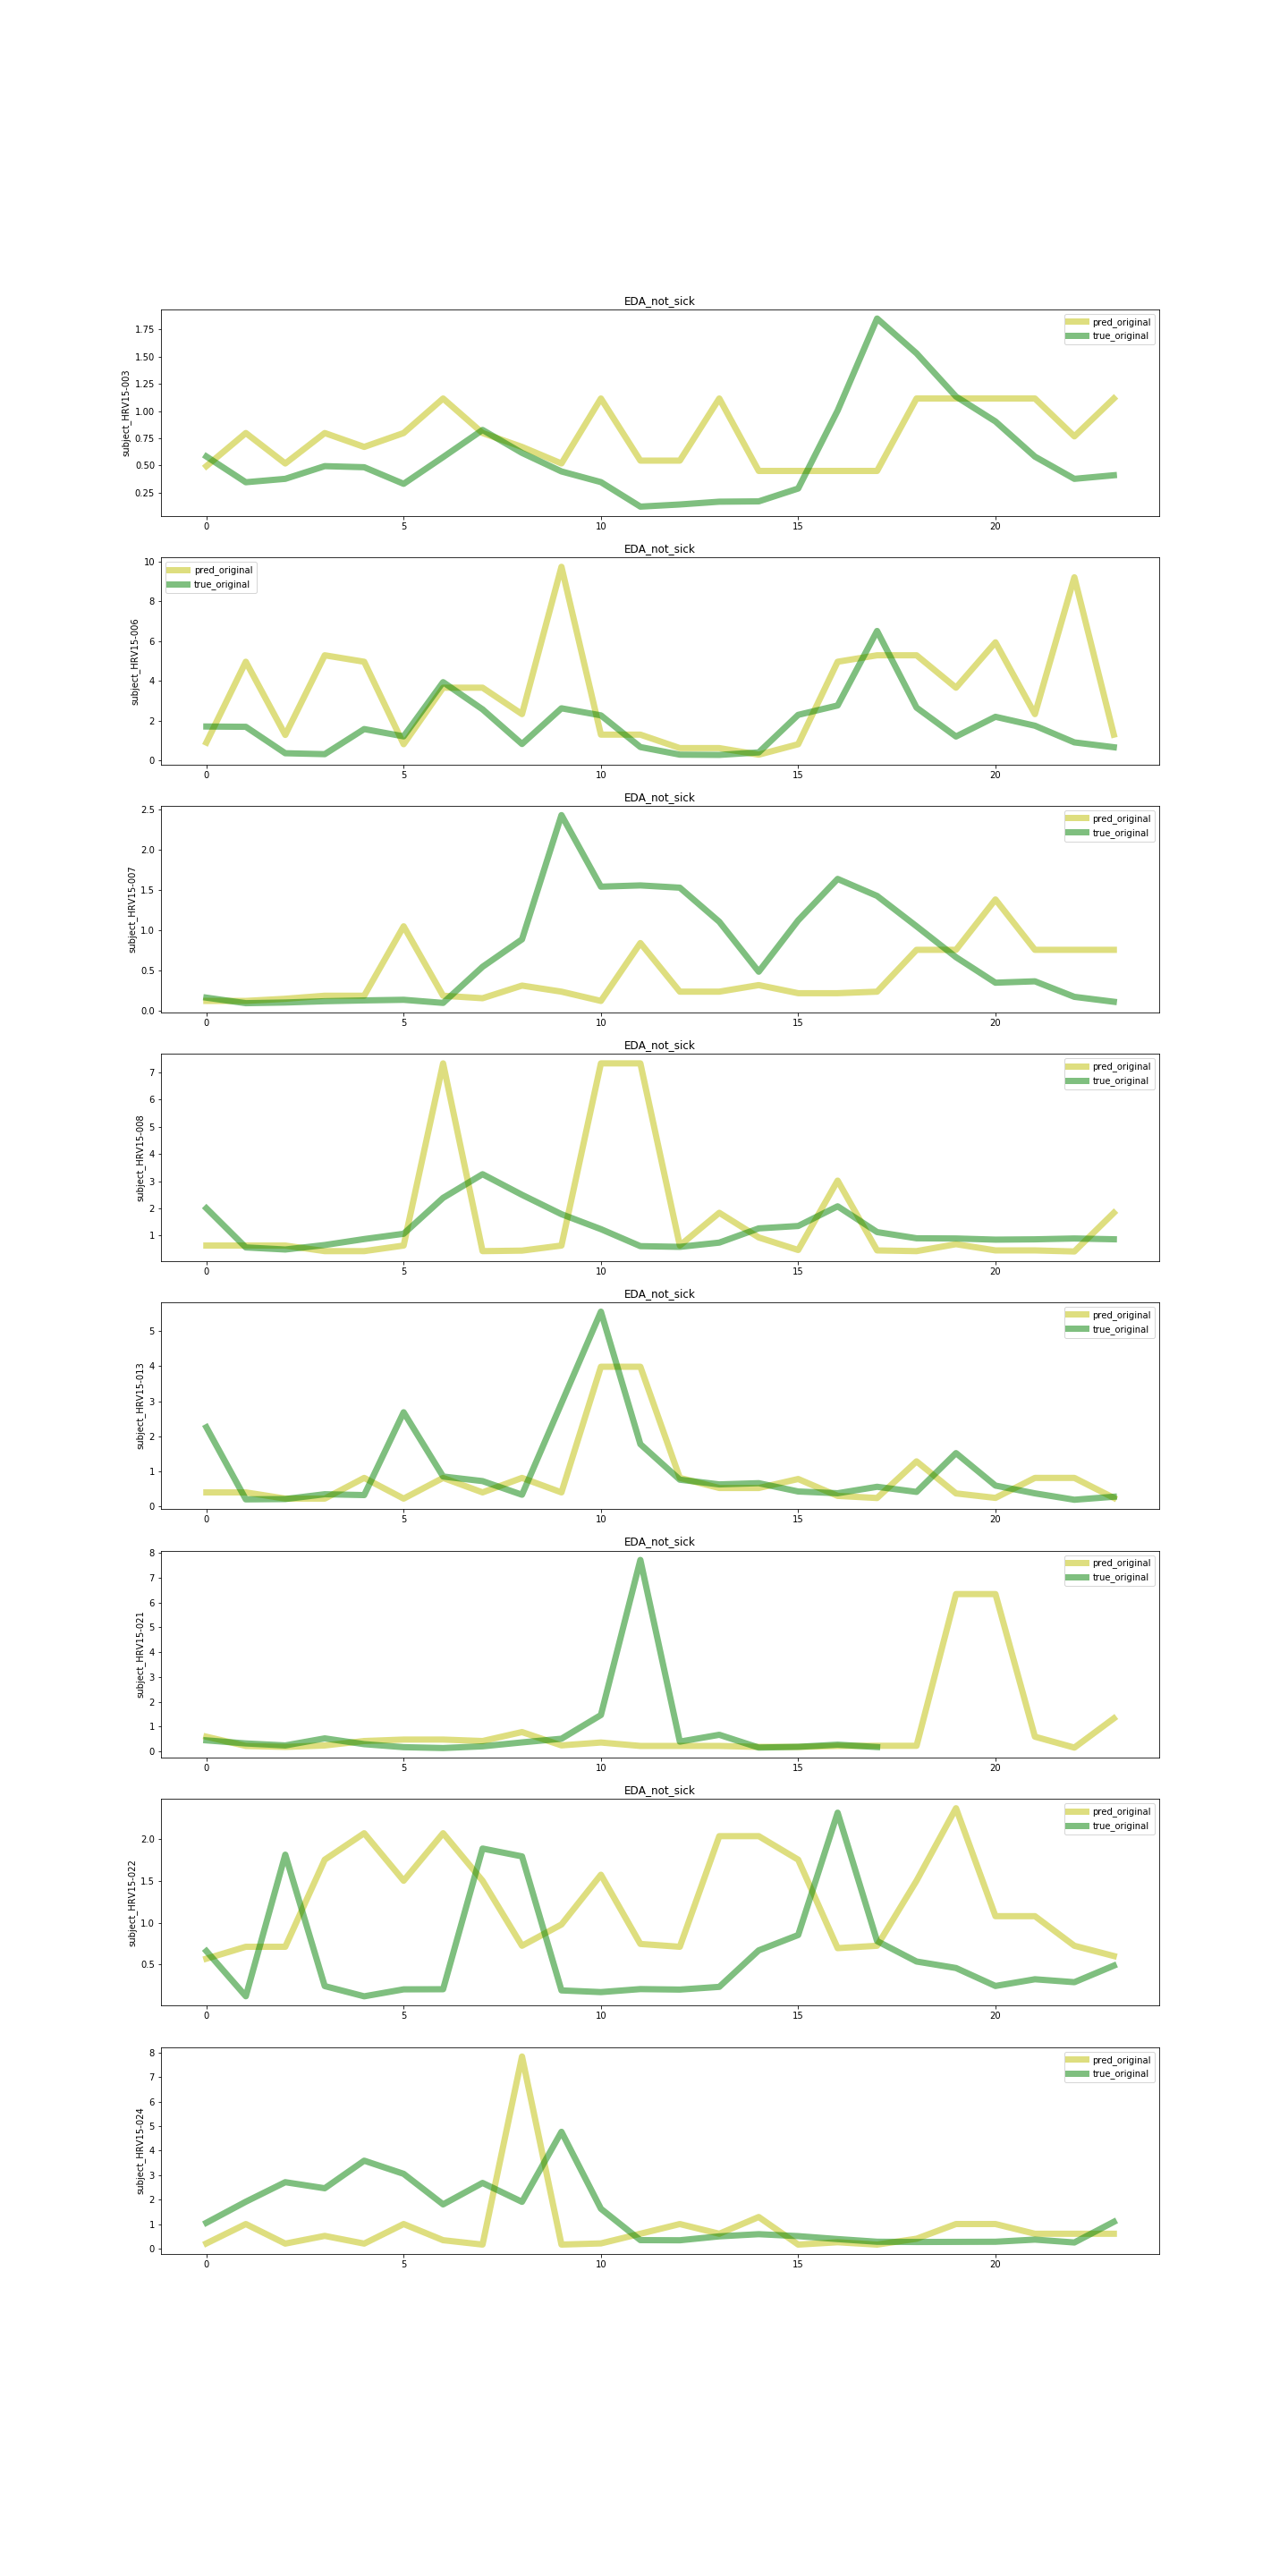 EDA_not_sick
subject_HRV15-003
1.75
1.50
1.25
1.00
0.75
0.50
0.25
pred_original
true_original
0 5 10 15 20
EDA_not_sick
subject_HRV15-006
10
8
6
4
2
0
pred_original
true_original
0 5 10 15 20
EDA_not_sick
subject_HRV15-007
2.5
2.0
1.5
1.0
0.5
0.0
pred_original
true_original
0 5 10 15 20
EDA_not_sick
subject_HRV15-008
7
6
5
4
3
2
1
pred_original
true_original
0 5 10 15 20
EDA_not_sick
subject_HRV15-013
5
4
3
2
1
0
pred_original
true_original
0 5 10 15 20
EDA_not_sick
subject_HRV15-021
8
7
6
5
4
3
2
1
0
pred_original
true_original
0 5 10 15 20
EDA_not_sick
subject_HRV15-022
2.0
1.5
1.0
0.5
pred_original
true_original
0 5 10 15 20
subject_HRV15-024
8
7
6
5
4
3
2
1
0
pred_original
true_original
0 5 10 15 20